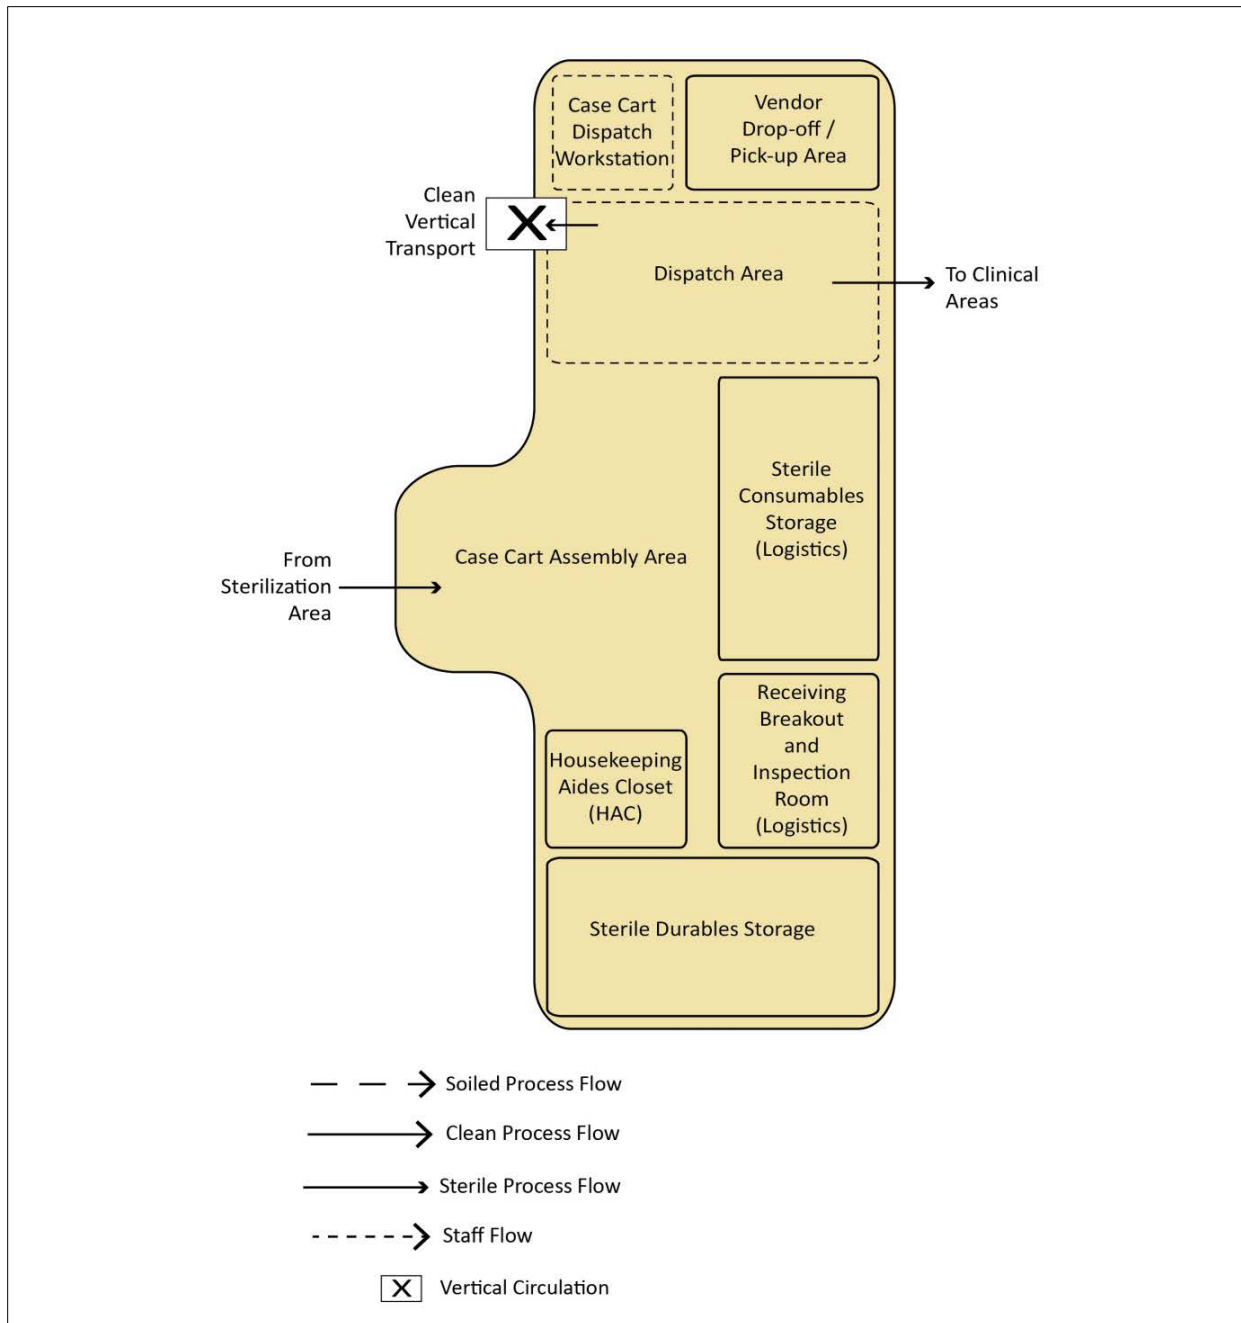 Case Cart
Dispatch
Workstation
Vendor
Drop-off /
Pick-up Area
Clean
Vertical
Transport
X
Dispatch Area
To Clinical
Areas
Sterile
Consumables
Storage
(Logistics)
From
Sterilization
Area
Case Cart Assembly Area
Receiving
Breakout
and
Inspection
Room
(Logistics)
Housekeeping
Aides Closet
(HAC)
Sterile Durables Storage
Soiled Process Flow
Clean Process Flow
Sterile Process Flow
Staff Flow
X Vertical Circulation